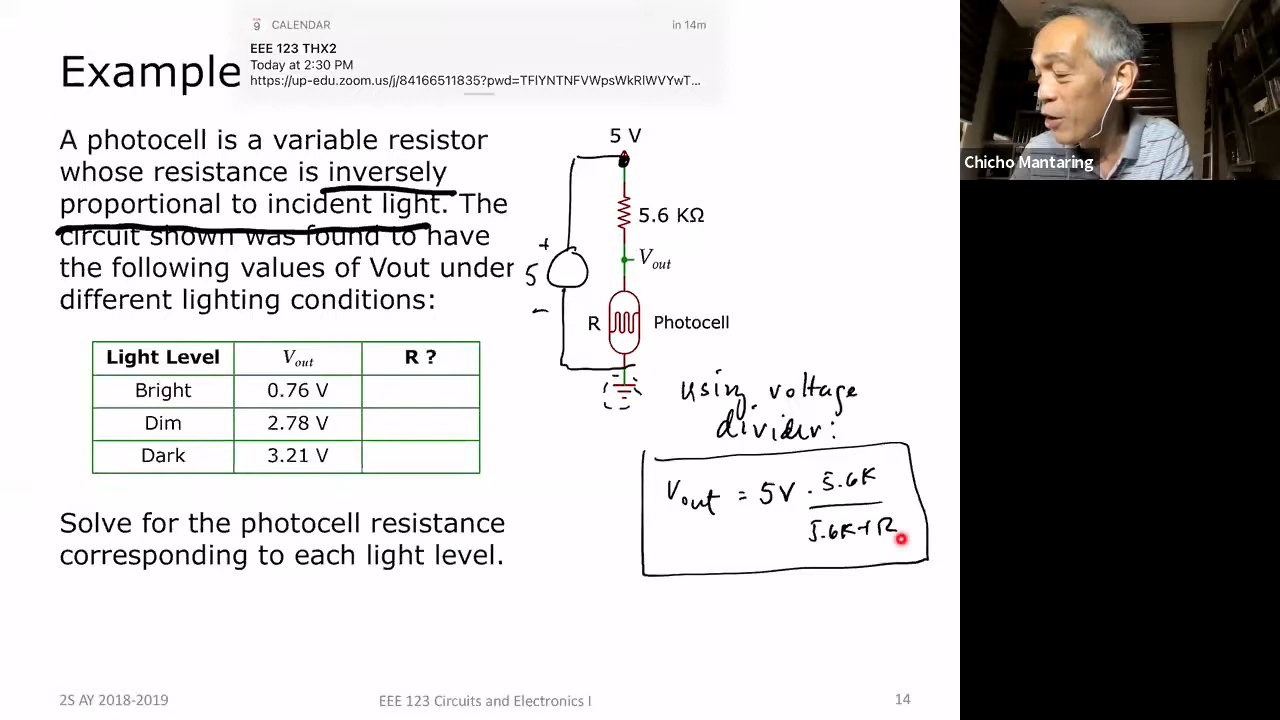 9 CALENDAR in 14m
EEE 123 THX2
Today at 2:30 PM
https://up-edu.zoom.us/j/84166511835?pwd=TFlYNTNFVWpsWkRlWVYwT...
Example
A photocell is a variable resistor
whose resistance is inversely
proportional to incident light. The
circuit shown was found to have
the following values of Vout under
different lighting conditions:
Light Level Vout R ?
Bright 0.76 V
Dim 2.78 V
Dark 3.21 V
Solve for the photocell resistance
corresponding to each light level.
5 V
5.6 KΩ
Vout
+
5
−
R Photocell
using voltage
divider:
Vout = 5V · 5.6K
5.6K+R
Chicho Mantaring
2S AY 2018-2019 EEE 123 Circuits and Electronics I 14